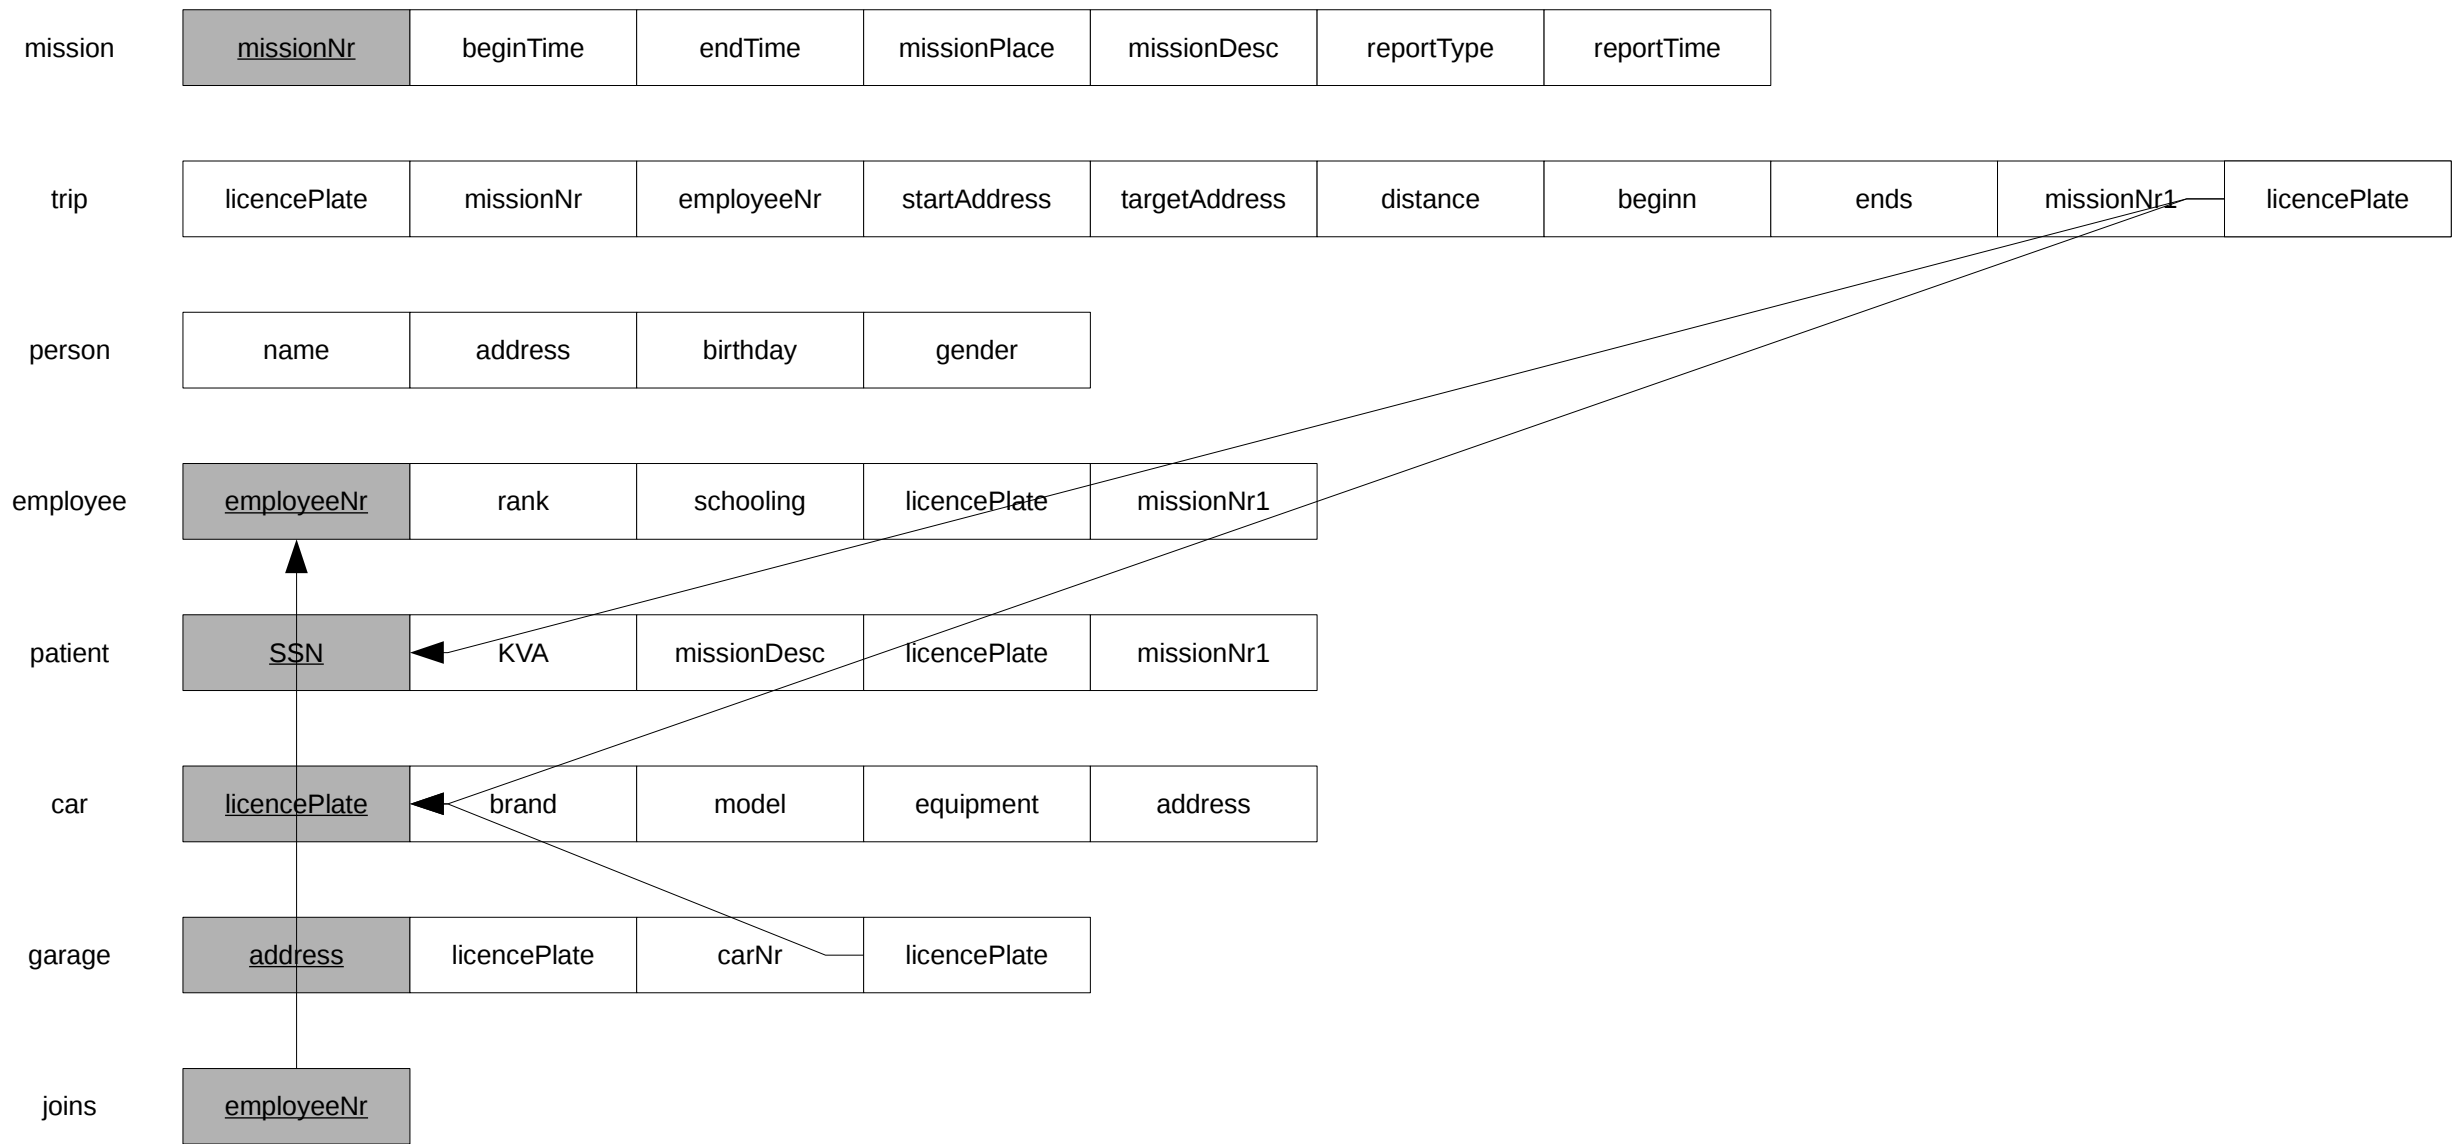 mission missionNr beginTime endTime missionPlace missionDesc reportType reportTime
trip licencePlate missionNr employeeNr startAddress targetAddress distance beginn ends missionNr1 licencePlate
person name address birthday gender
employee employeeNr rank schooling licencePlate missionNr1
patient SSN KVA missionDesc licencePlate missionNr1
car licencePlate brand model equipment address
garage address licencePlate carNr licencePlate
joins employeeNr